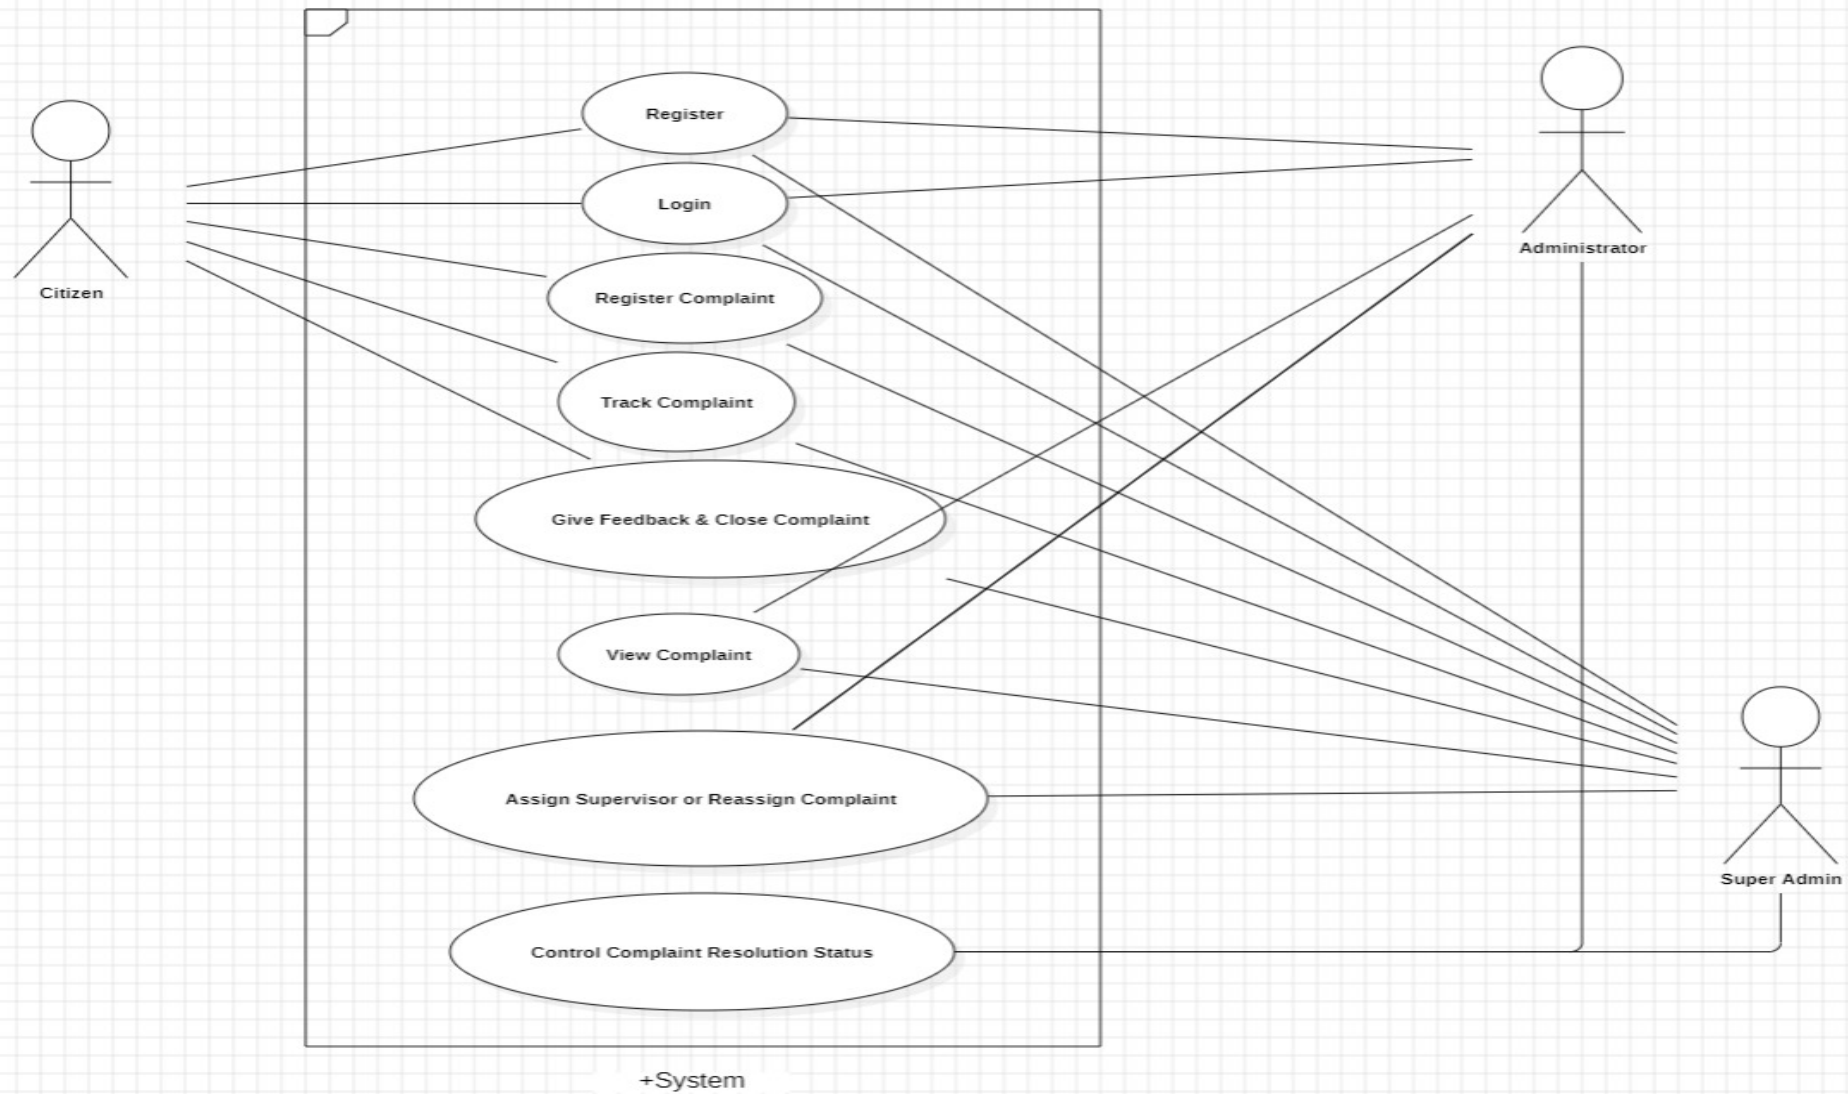 Register
Login
Citizen
Administrator
Register Complaint
Track Complaint
Give Feedback & Close Complaint
View Complaint
Assign Supervisor or Reassign Complaint
Super Admin
Control Complaint Resolution Status
+System